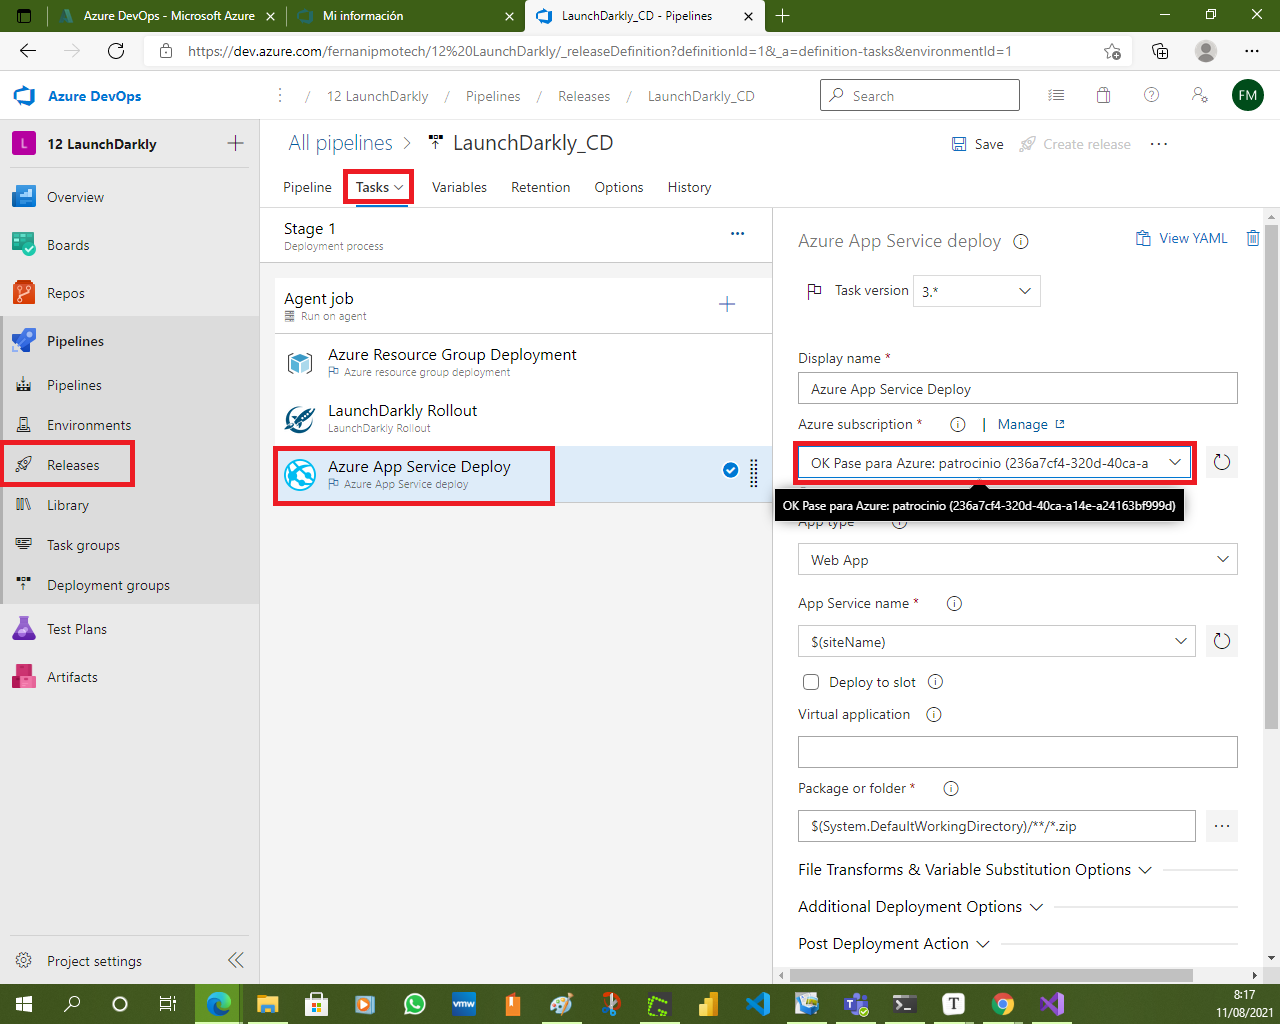 Azure DevOps - Microsoft Azure
Mi información
LaunchDarkly_CD - Pipelines
https://dev.azure.com/fernanipmotech/12%20LaunchDarkly/_releaseDefinition?definitionId=1&_a=definition-tasks&environmentId=1
Azure DevOps
/ 12 LaunchDarkly / Pipelines / Releases / LaunchDarkly_CD
Search
FM
L
12 LaunchDarkly
Overview
Boards
Repos
Pipelines
Pipelines
Environments
Releases
Library
Task groups
Deployment groups
Test Plans
Artifacts
Project settings
All pipelines > LaunchDarkly_CD
Save
Create release
Pipeline
Tasks
Variables
Retention
Options
History
Stage 1
Deployment process
Agent job
Run on agent
Azure Resource Group Deployment
Azure resource group deployment
LaunchDarkly Rollout
LaunchDarkly Rollout
Azure App Service Deploy
Azure App Service deploy
Azure App Service deploy
View YAML
Task version
3.*
Display name *
Azure App Service Deploy
Azure subscription *
| Manage
OK Pase para Azure: patrocinio (236a7cf4-320d-40ca-a
OK Pase para Azure: patrocinio (236a7cf4-320d-40ca-a14e-a24163bf999d)
App type
Web App
App Service name *
$(siteName)
Deploy to slot
Virtual application
Package or folder *
$(System.DefaultWorkingDirectory)/**/*.zip
File Transforms & Variable Substitution Options
Additional Deployment Options
Post Deployment Action
vmw
T
8:17
11/08/2021